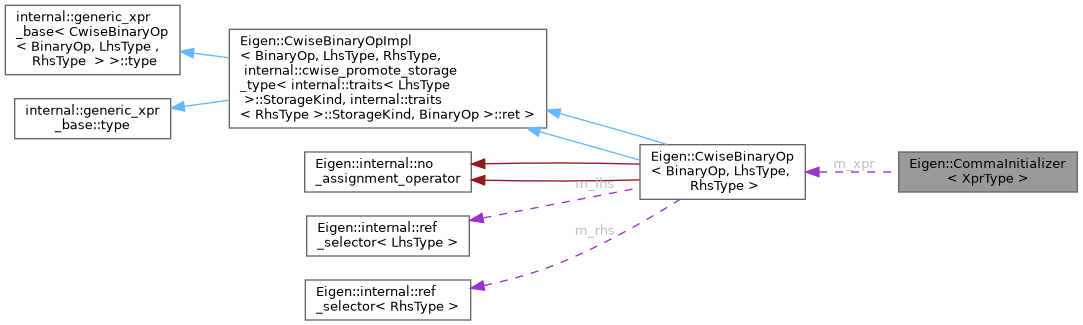 internal::generic_xpr
_base< CwiseBinaryOp
< BinaryOp, LhsType ,
RhsType  > >::type
internal::generic_xpr
_base::type
Eigen::CwiseBinaryOpImpl
< BinaryOp, LhsType, RhsType,
internal::cwise_promote_storage
_type< internal::traits< LhsType
>::StorageKind, internal::traits
< RhsType >::StorageKind, BinaryOp >::ret >
Eigen::internal::no
_assignment_operator
Eigen::internal::ref
_selector< LhsType >
Eigen::internal::ref
_selector< RhsType >
m_lhs
m_rhs
Eigen::CwiseBinaryOp
< BinaryOp, LhsType,
RhsType >
m_xpr
Eigen::CommaInitializer
< XprType >